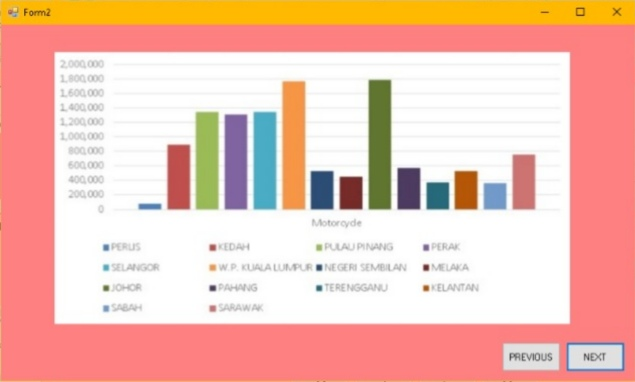 Form2
2,000,000
1,800,000
1,600,000
1,400,000
1,200,000
1,000,000
800,000
600,000
400,000
200,000
0
Motorcycle
PERLIS KEDAH PULAU PINANG PERAK
SELANGOR W.P. KUALA LUMPUR NEGERI SEMBILAN MELAKA
JOHOR PAHANG TERENGGANU KELANTAN
SABAH SARAWAK
PREVIOUS NEXT